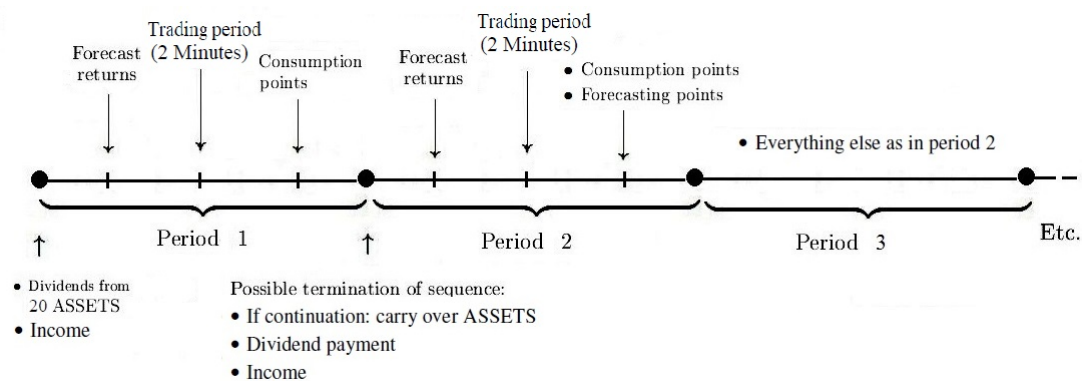 Forecast
returns
Trading period
(2 Minutes)
Consumption
points
Forecast
returns
Trading period
(2 Minutes)
• Consumption points
• Forecasting points
• Everything else as in period 2
Period 1
Period 2
Period 3
Etc.
• Dividends from
20 ASSETS
• Income
Possible termination of sequence:
• If continuation: carry over ASSETS
• Dividend payment
• Income